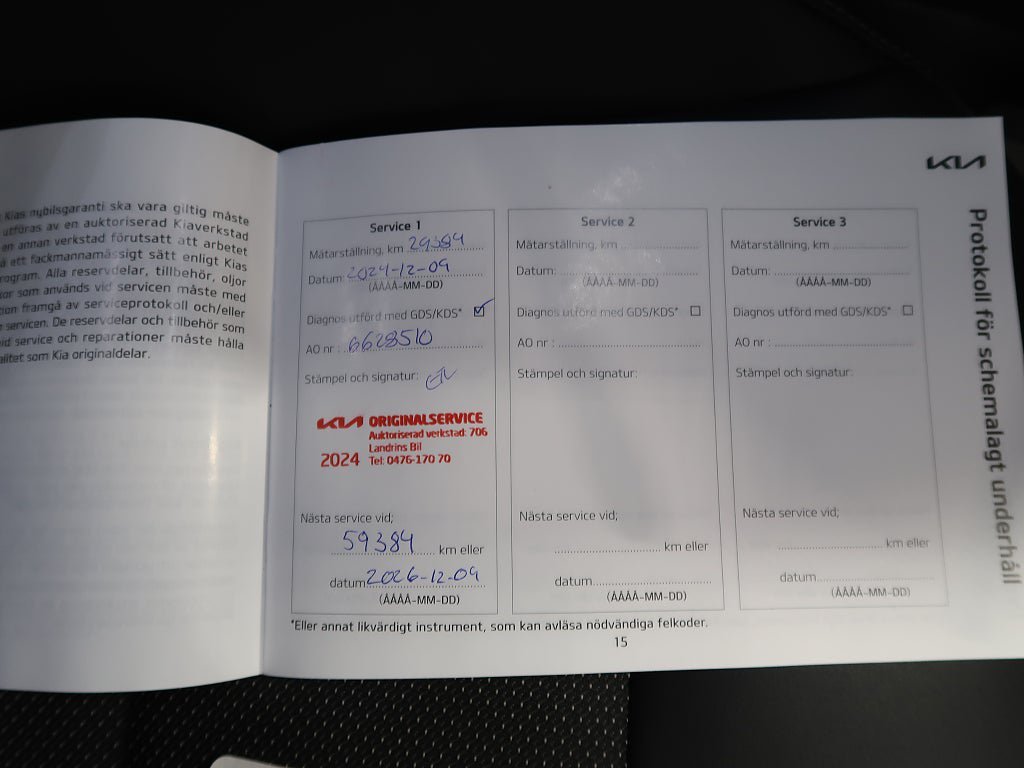 Kias nybilsgaranti ska vara giltig måste
utföras av en auktoriserad Kiaverkstad
en annan verkstad förutsatt att arbetet
att fackmannamässigt sätt enligt Kias
Alla reservdelar, tillbehör, oljor
som används vid servicen måste med
framgå av serviceprotokoll och/eller
servicen. De reservdelar och tillbehör som
vid service och reparationer måste hålla
som Kia originaldelar.
KIA
Protokoll för schemalagt underhåll
Service 1
Mätarställning, km 29384
Datum: 2024-12-09
(ÅÅÅÅ-MM-DD)
Diagnos utförd med GDS/KDS* ☑
AO nr : 6628510
Stämpel och signatur:
KIA ORIGINALSERVICE
Auktoriserad verkstad: 706
Landrins Bil
2024 Tel: 0476-170 70
Nästa service vid;
59384 km eller
datum 2026-12-09
(ÅÅÅÅ-MM-DD)
Service 2
Mätarställning, km
Datum:
(ÅÅÅÅ-MM-DD)
Diagnos utförd med GDS/KDS* ☐
AO nr :
Stämpel och signatur:
Nästa service vid;
km eller
datum
(ÅÅÅÅ-MM-DD)
Service 3
Mätarställning, km
Datum:
(ÅÅÅÅ-MM-DD)
Diagnos utförd med GDS/KDS* ☐
AO nr :
Stämpel och signatur:
Nästa service vid;
km eller
datum
(ÅÅÅÅ-MM-DD)
*Eller annat likvärdigt instrument, som kan avläsa nödvändiga felkoder.
15